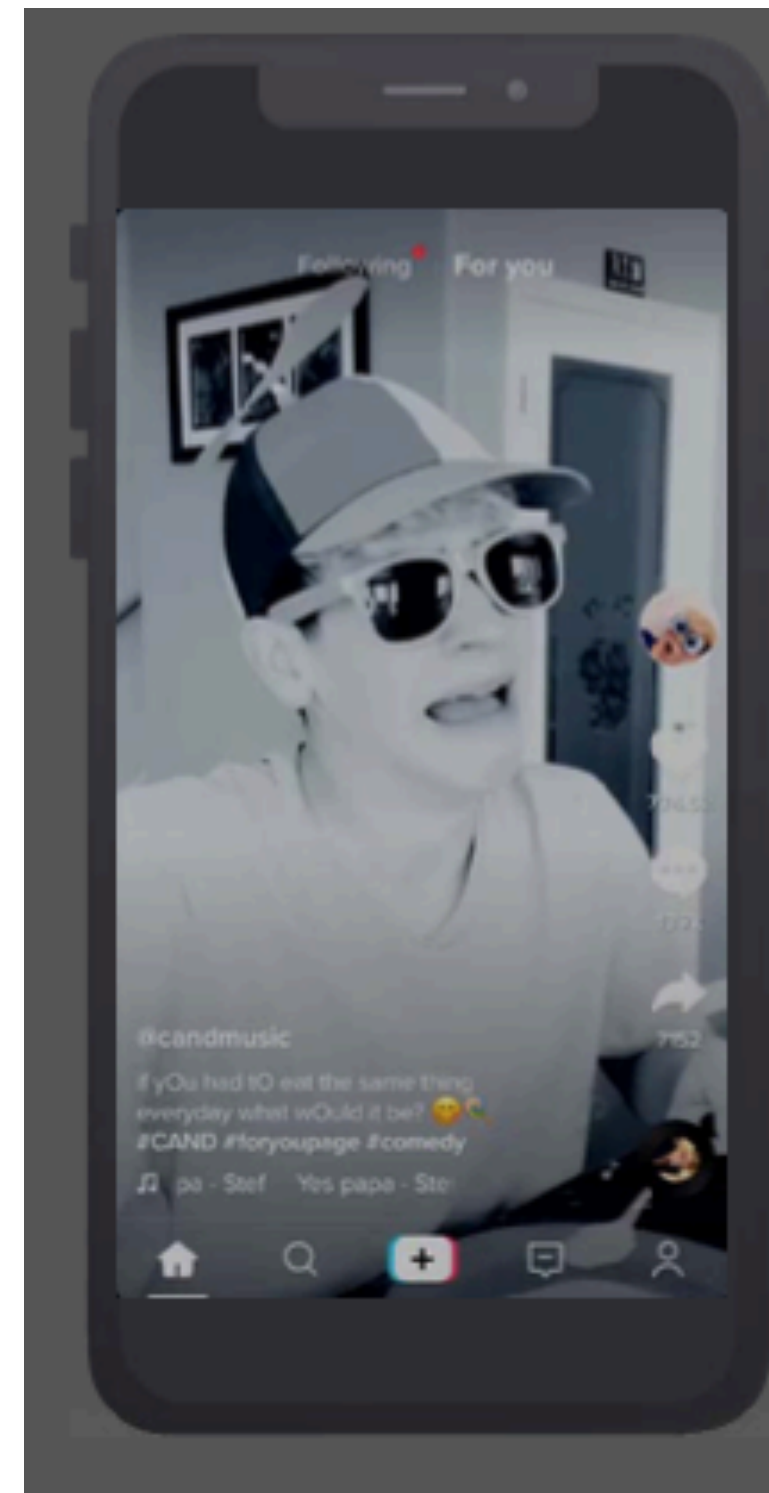 Following For you
7152
@candmusic
if yOu had tO eat the same thing
everyday what wOuld it be? 😋🍭
#CAND #foryoupage #comedy
pa - Stef Yes papa - Ste